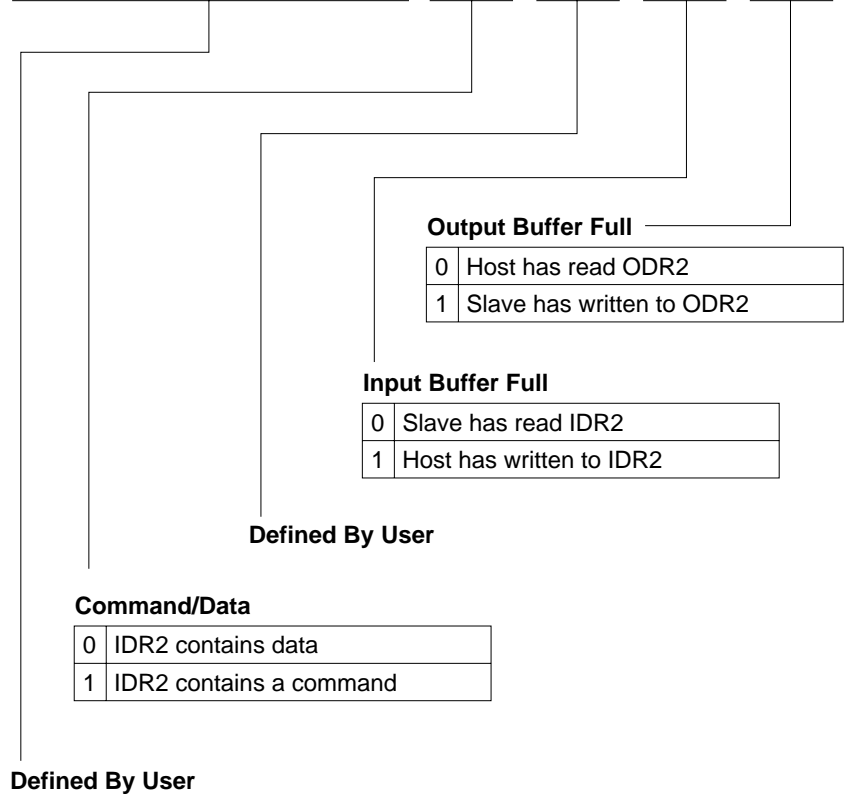 Output Buffer Full
0 Host has read ODR2
1 Slave has written to ODR2
Input Buffer Full
0 Slave has read IDR2
1 Host has written to IDR2
Defined By User
Command/Data
0 IDR2 contains data
1 IDR2 contains a command
Defined By User